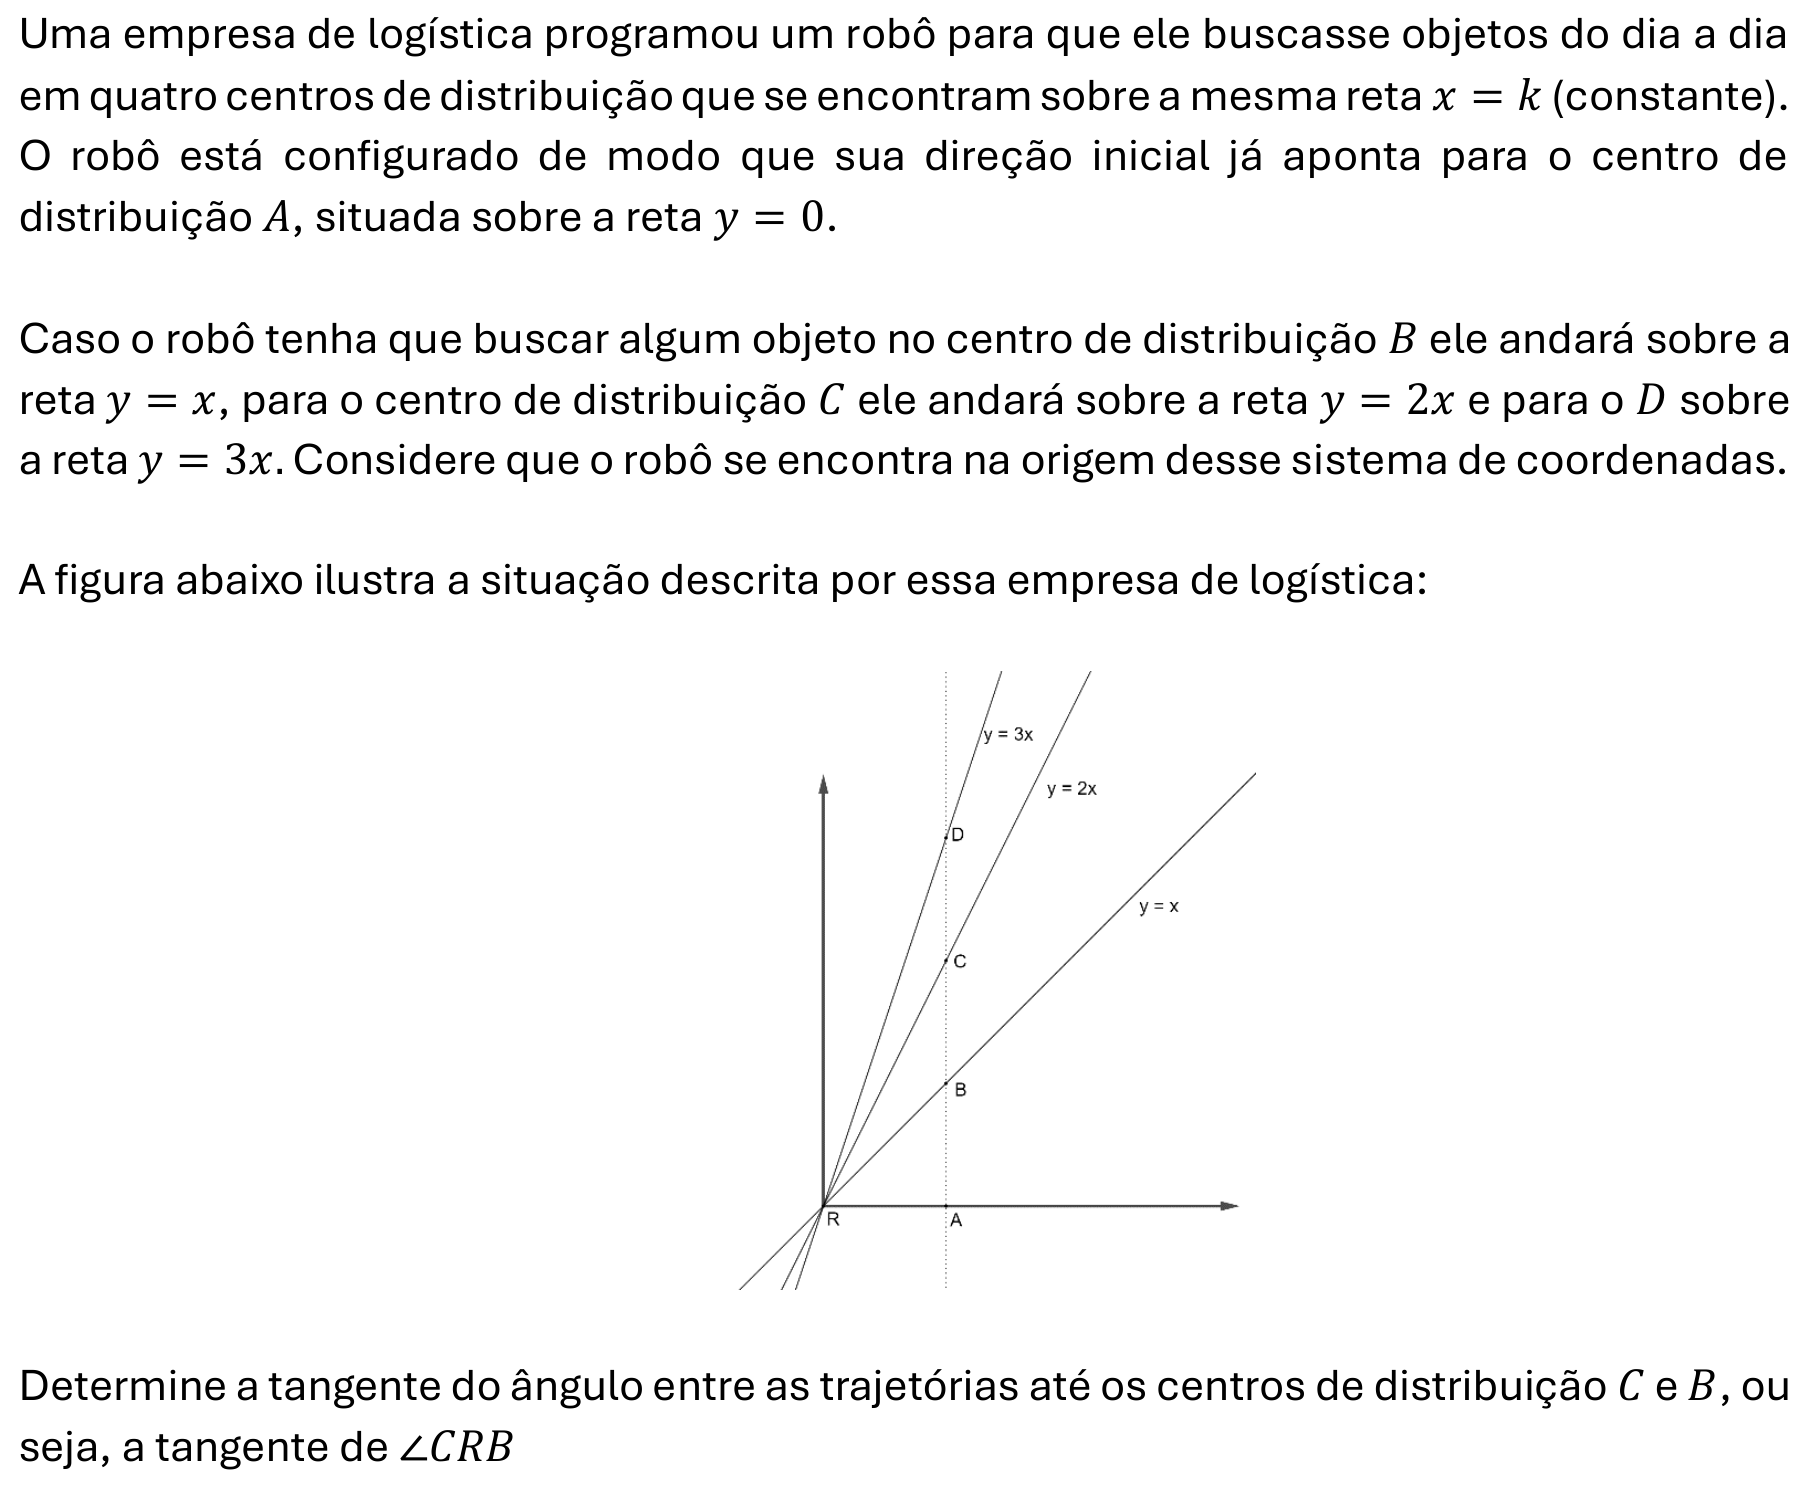 Uma empresa de logística programou um robô para que ele buscasse objetos do dia a dia
em quatro centros de distribuição que se encontram sobre a mesma reta x = k (constante).
O robô está configurado de modo que sua direção inicial já aponta para o centro de
distribuição A, situada sobre a reta y = 0.
Caso o robô tenha que buscar algum objeto no centro de distribuição B ele andará sobre a
reta y = x, para o centro de distribuição C ele andará sobre a reta y = 2x e para o D sobre
a reta y = 3x. Considere que o robô se encontra na origem desse sistema de coordenadas.
A figura abaixo ilustra a situação descrita por essa empresa de logística:
y = 3x
y = 2x
D
y = x
C
B
R
A
Determine a tangente do ângulo entre as trajetórias até os centros de distribuição C e B, ou
seja, a tangente de ∠CRB